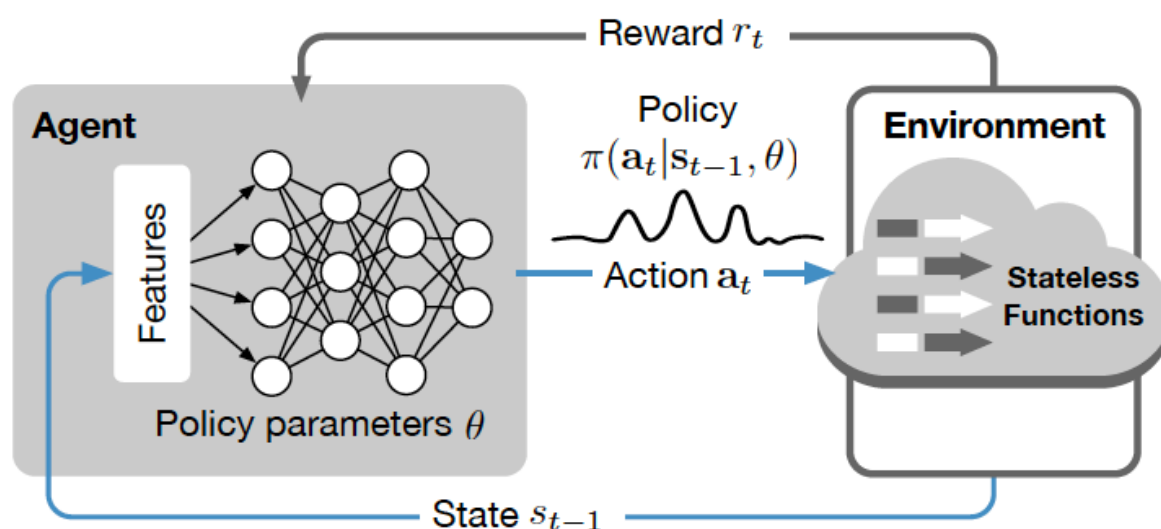 Reward r_t
Agent
Features
Policy parameters θ
Policy
π(a_t|s_{t−1}, θ)
Action a_t
Environment
Stateless
Functions
State s_{t−1}